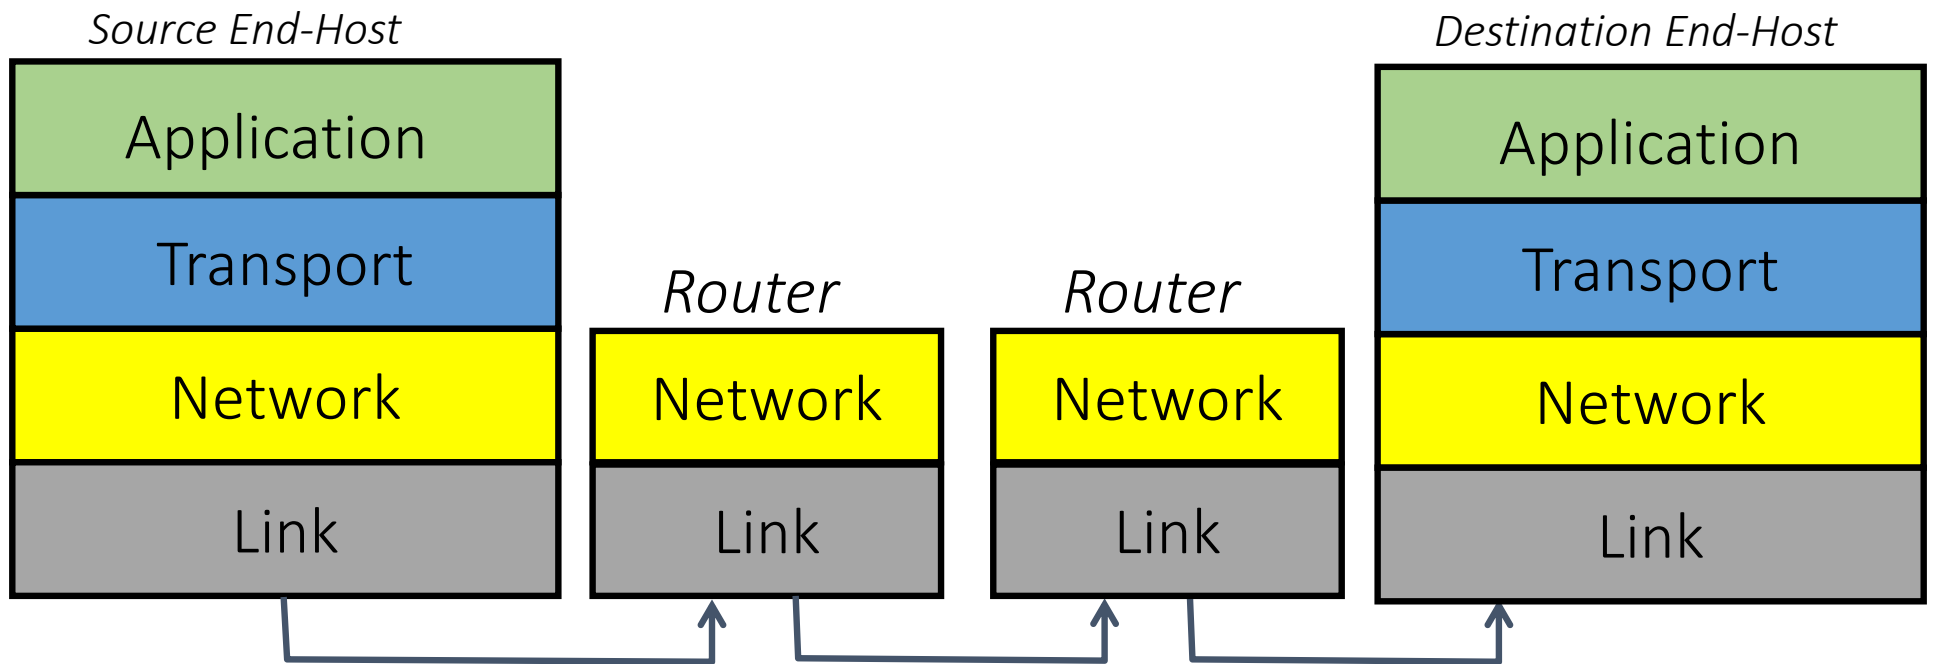 Source End-Host
Application
Transport
Network
Link
Router
Network
Link
Router
Network
Link
Destination End-Host
Application
Transport
Network
Link